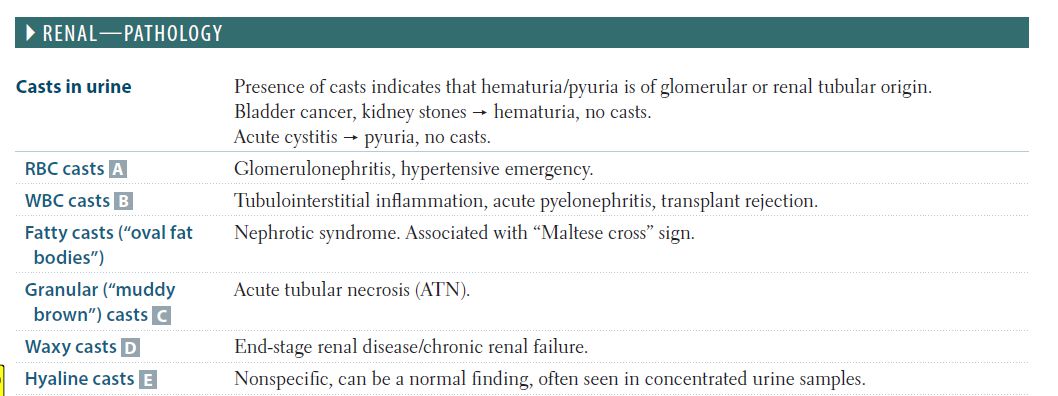 RENAL—PATHOLOGY
Casts in urine Presence of casts indicates that hematuria/pyuria is of glomerular or renal tubular origin.
Bladder cancer, kidney stones → hematuria, no casts.
Acute cystitis → pyuria, no casts.
RBC casts A Glomerulonephritis, hypertensive emergency.
WBC casts B Tubulointerstitial inflammation, acute pyelonephritis, transplant rejection.
Fatty casts (“oval fat Nephrotic syndrome. Associated with “Maltese cross” sign.
bodies”)
Granular (“muddy Acute tubular necrosis (ATN).
brown”) casts C
Waxy casts D End-stage renal disease/chronic renal failure.
Hyaline casts E Nonspecific, can be a normal finding, often seen in concentrated urine samples.